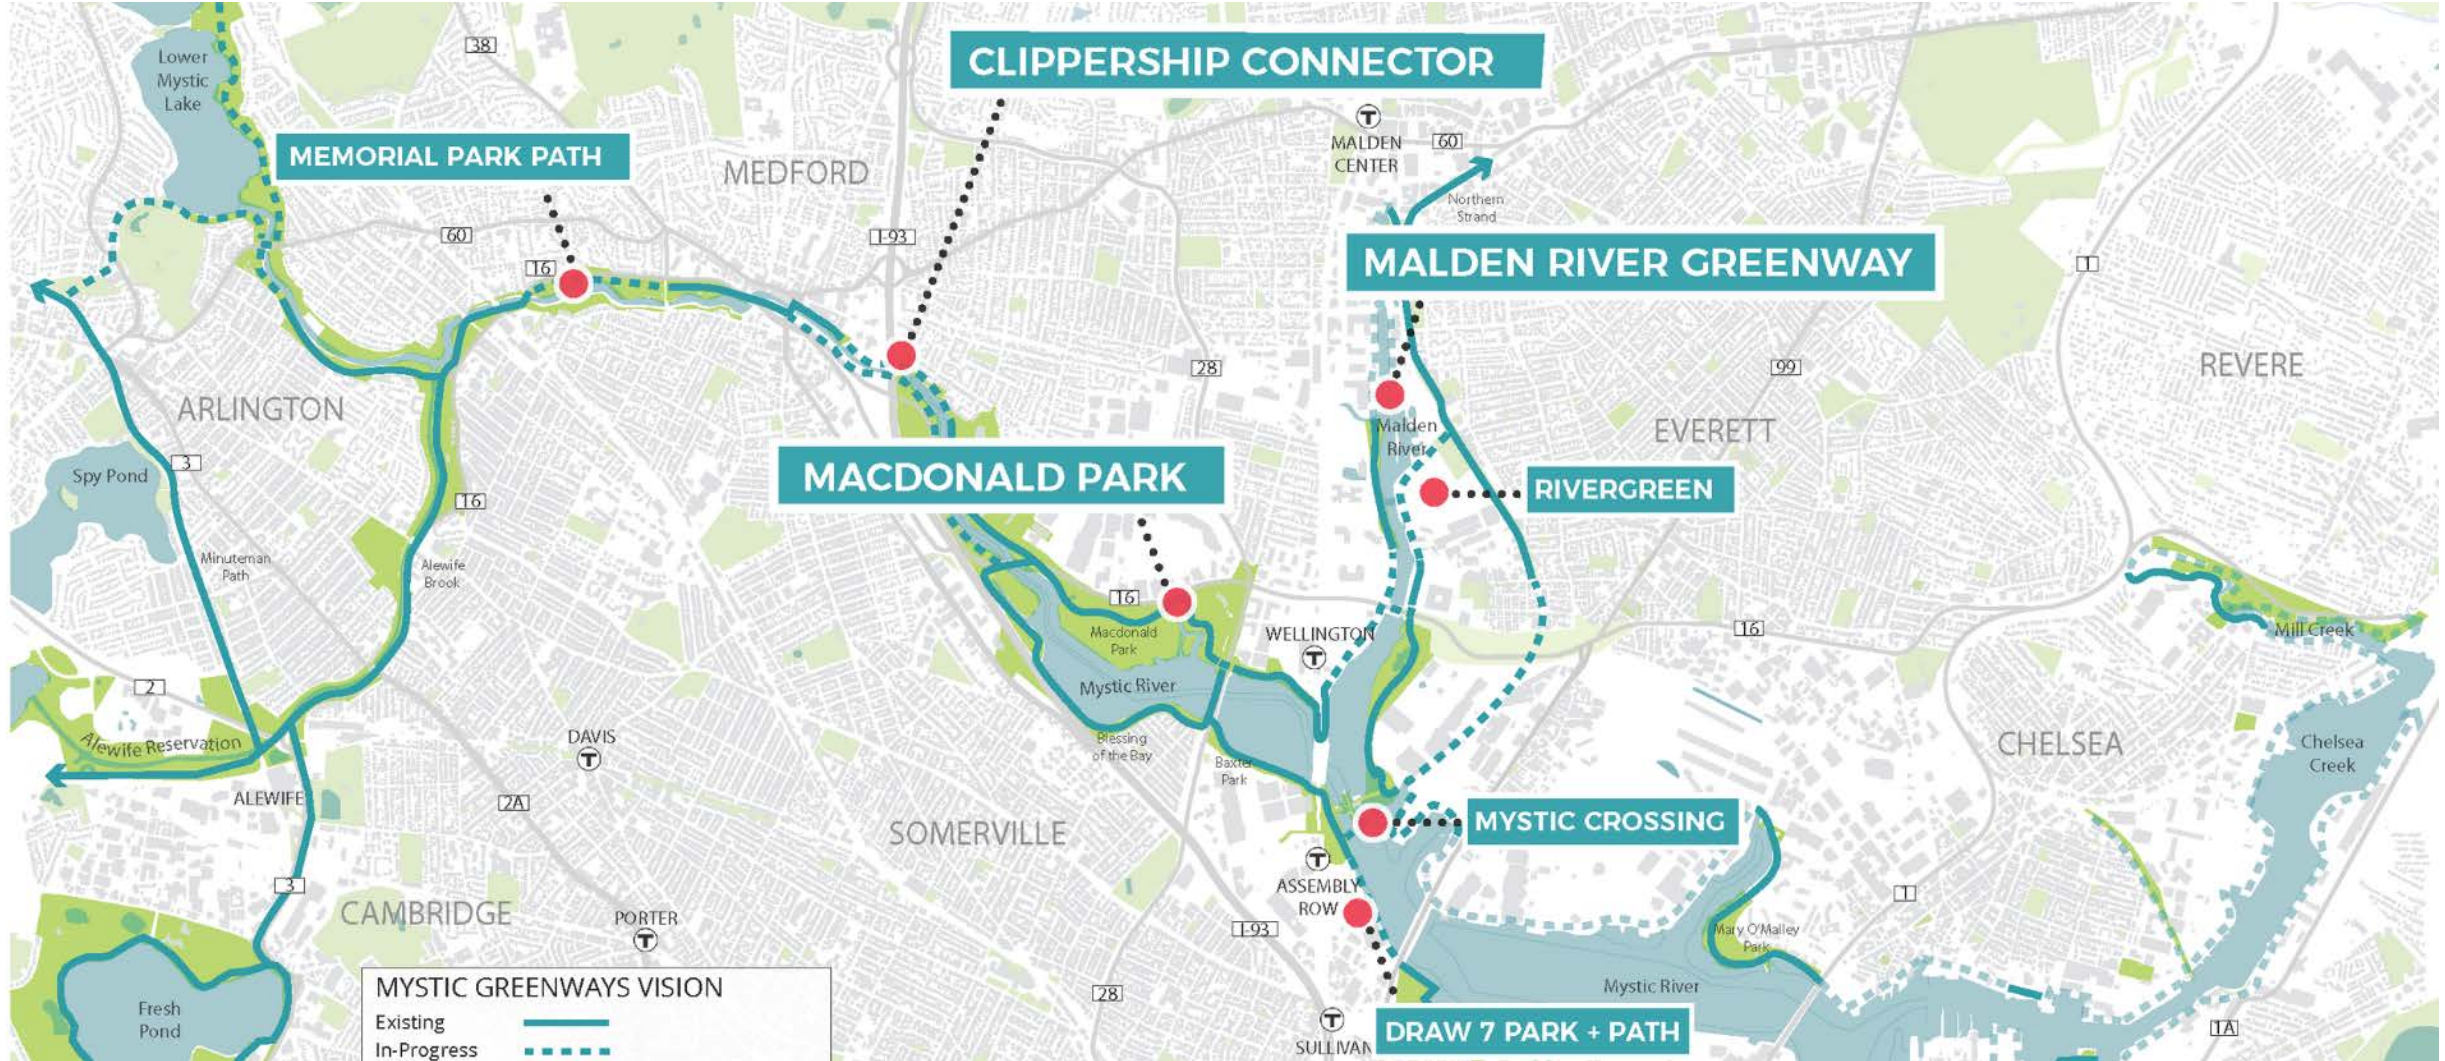 38
CLIPPERSHIP CONNECTOR
Lower
Mystic
Lake
MEMORIAL PARK PATH
MEDFORD
MALDEN
CENTER
60
Northern
Strand
60
I-93
16
MALDEN RIVER GREENWAY
1
28
99
REVERE
ARLINGTON
Malden
River
EVERETT
3
Spy Pond
MACDONALD PARK
RIVERGREEN
16
Minuteman
Path
Alewife
Brook
16
Macdonald
Park
WELLINGTON
T
16
Mill Creek
2
Mystic River
Alewife Reservation
DAVIS
T
Blessing
of the Bay
Baxter
Park
CHELSEA
Chelsea
Creek
ALEWIFE
2A
SOMERVILLE
MYSTIC CROSSING
T
ASSEMBLY
ROW
3
1
CAMBRIDGE
PORTER
T
I-93
Mary O'Malley
Park
MYSTIC GREENWAYS VISION
Existing
In-Progress
28
Mystic River
Fresh
Pond
T
SULLIVAN
DRAW 7 PARK + PATH
1A
T